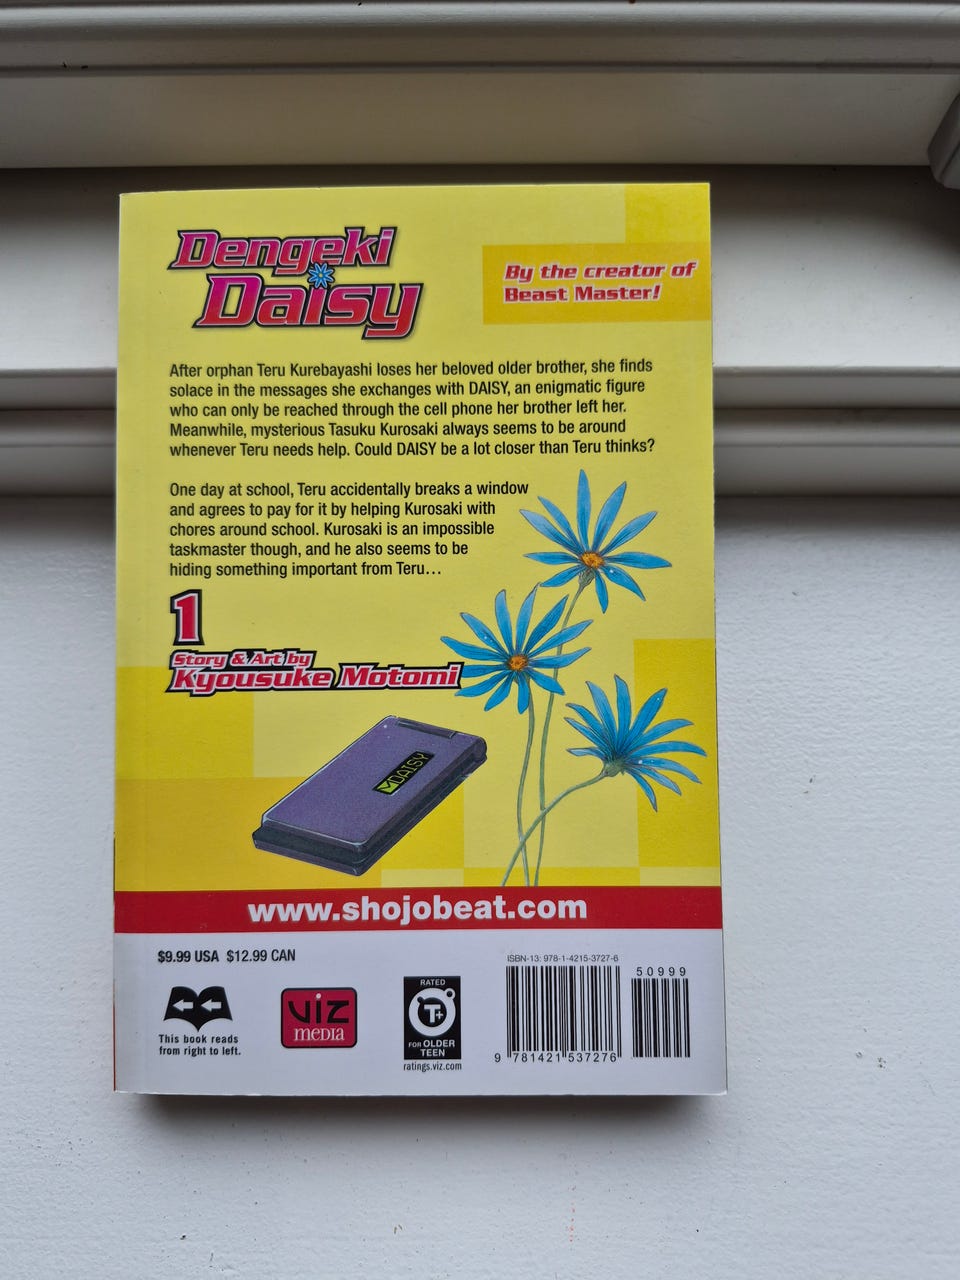 Dengeki
Daisy
By the creator of
Beast Master!
After orphan Teru Kurebayashi loses her beloved older brother, she finds
solace in the messages she exchanges with DAISY, an enigmatic figure
who can only be reached through the cell phone her brother left her.
Meanwhile, mysterious Tasuku Kurosaki always seems to be around
whenever Teru needs help. Could DAISY be a lot closer than Teru thinks?
One day at school, Teru accidentally breaks a window
and agrees to pay for it by helping Kurosaki with
chores around school. Kurosaki is an impossible
taskmaster though, and he also seems to be
hiding something important from Teru…
1
Story & Art by
Kyousuke Motomi
DAISY
www.shojobeat.com
$9.99 USA $12.99 CAN
This book reads
from right to left.
viz
media
RATED
T+
FOR OLDER
TEEN
ratings.viz.com
ISBN-13: 978-1-4215-3727-6
50999
9 781421 537276